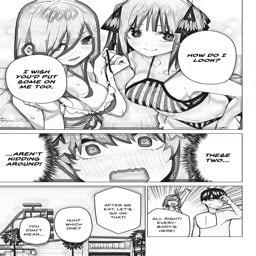 HOW DO I
LOOK?
I WISH
YOU'D PUT
SOME ON
ME TOO.
THESE
TWO...
...AREN'T
KIDDING
AROUND!
ALL RIGHT!
EVERY-
BODY'S
HERE!
AFTER WE
EAT, LET'S
GO ON
THAT!
HUH?
WHICH
ONE?
YOU
DON'T
MEAN...